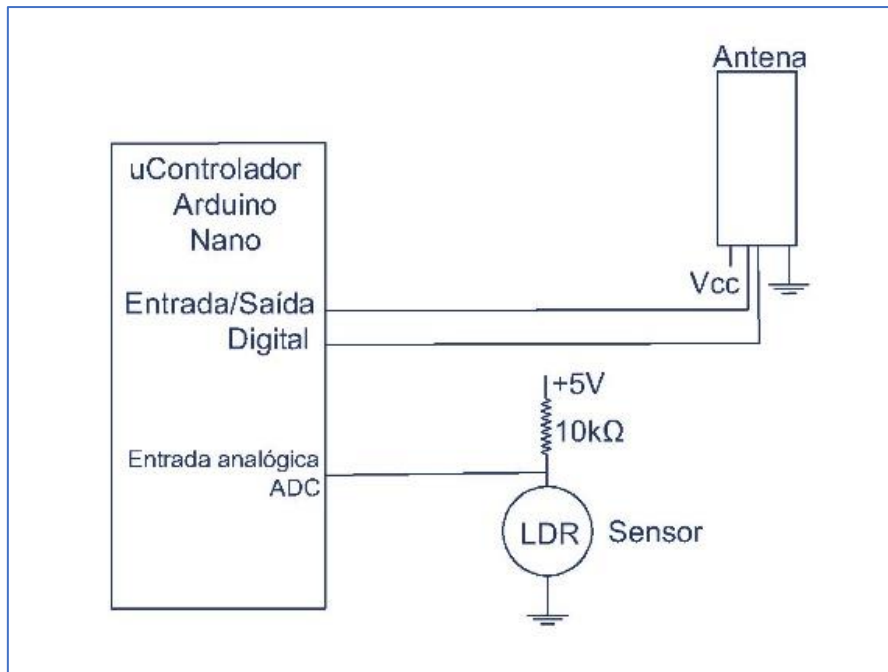 Antena
uControlador
Arduino
Nano
Vcc
Entrada/Saída
Digital
+5V
10kΩ
Entrada analógica
ADC
LDR
Sensor